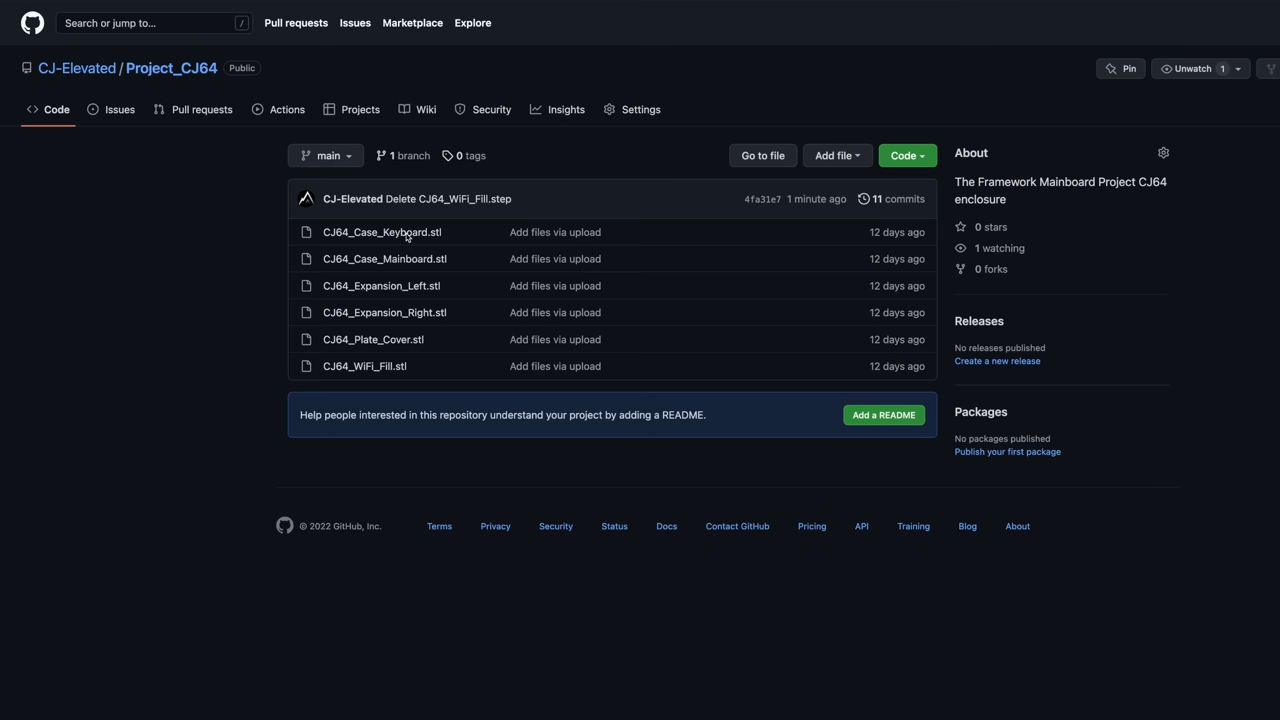 Search or jump to... /
Pull requests Issues Marketplace Explore
CJ-Elevated / Project_CJ64 Public
Pin Unwatch 1
Code Issues Pull requests Actions Projects Wiki Security Insights Settings
main 1 branch 0 tags Go to file Add file Code
CJ-Elevated Delete CJ64_WiFi_Fill.step 4fa31e7 1 minute ago 11 commits
CJ64_Case_Keyboard.stl Add files via upload 12 days ago
CJ64_Case_Mainboard.stl Add files via upload 12 days ago
CJ64_Expansion_Left.stl Add files via upload 12 days ago
CJ64_Expansion_Right.stl Add files via upload 12 days ago
CJ64_Plate_Cover.stl Add files via upload 12 days ago
CJ64_WiFi_Fill.stl Add files via upload 12 days ago
Help people interested in this repository understand your project by adding a README. Add a README
About
The Framework Mainboard Project CJ64
enclosure
0 stars
1 watching
0 forks
Releases
No releases published
Create a new release
Packages
No packages published
Publish your first package
© 2022 GitHub, Inc. Terms Privacy Security Status Docs Contact GitHub Pricing API Training Blog About